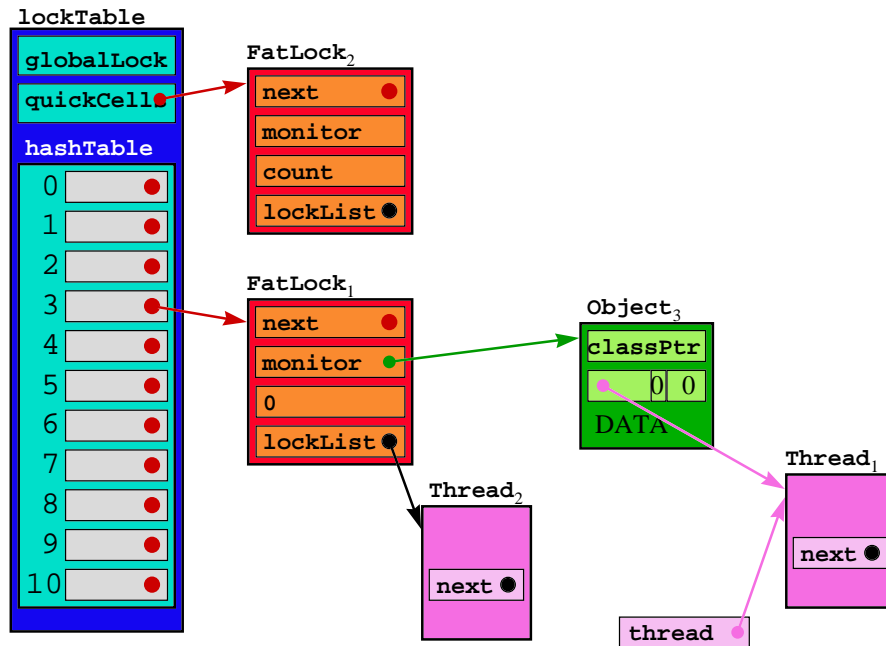 lockTable
globalLock
quickCells
hashTable
0
1
2
3
4
5
6
7
8
9
10
FatLock2
next
monitor
count
lockList
FatLock1
next
monitor
0
lockList
Thread2
next
Object3
classPtr
0 0
DATA
Thread1
next
thread